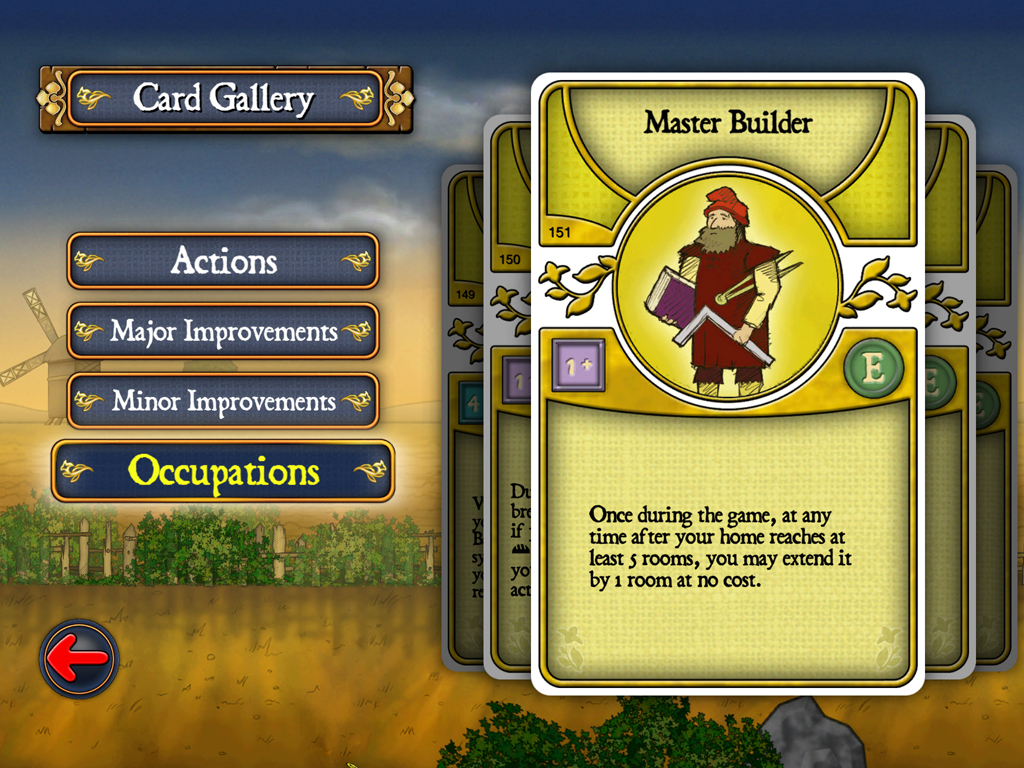 Card Gallery
Actions
Major Improvements
Minor Improvements
Occupations
Master Builder
151
150
149
1+
E
E
E
4
Once during the game, at any
time after your home reaches at
least 5 rooms, you may extend it
by 1 room at no cost.